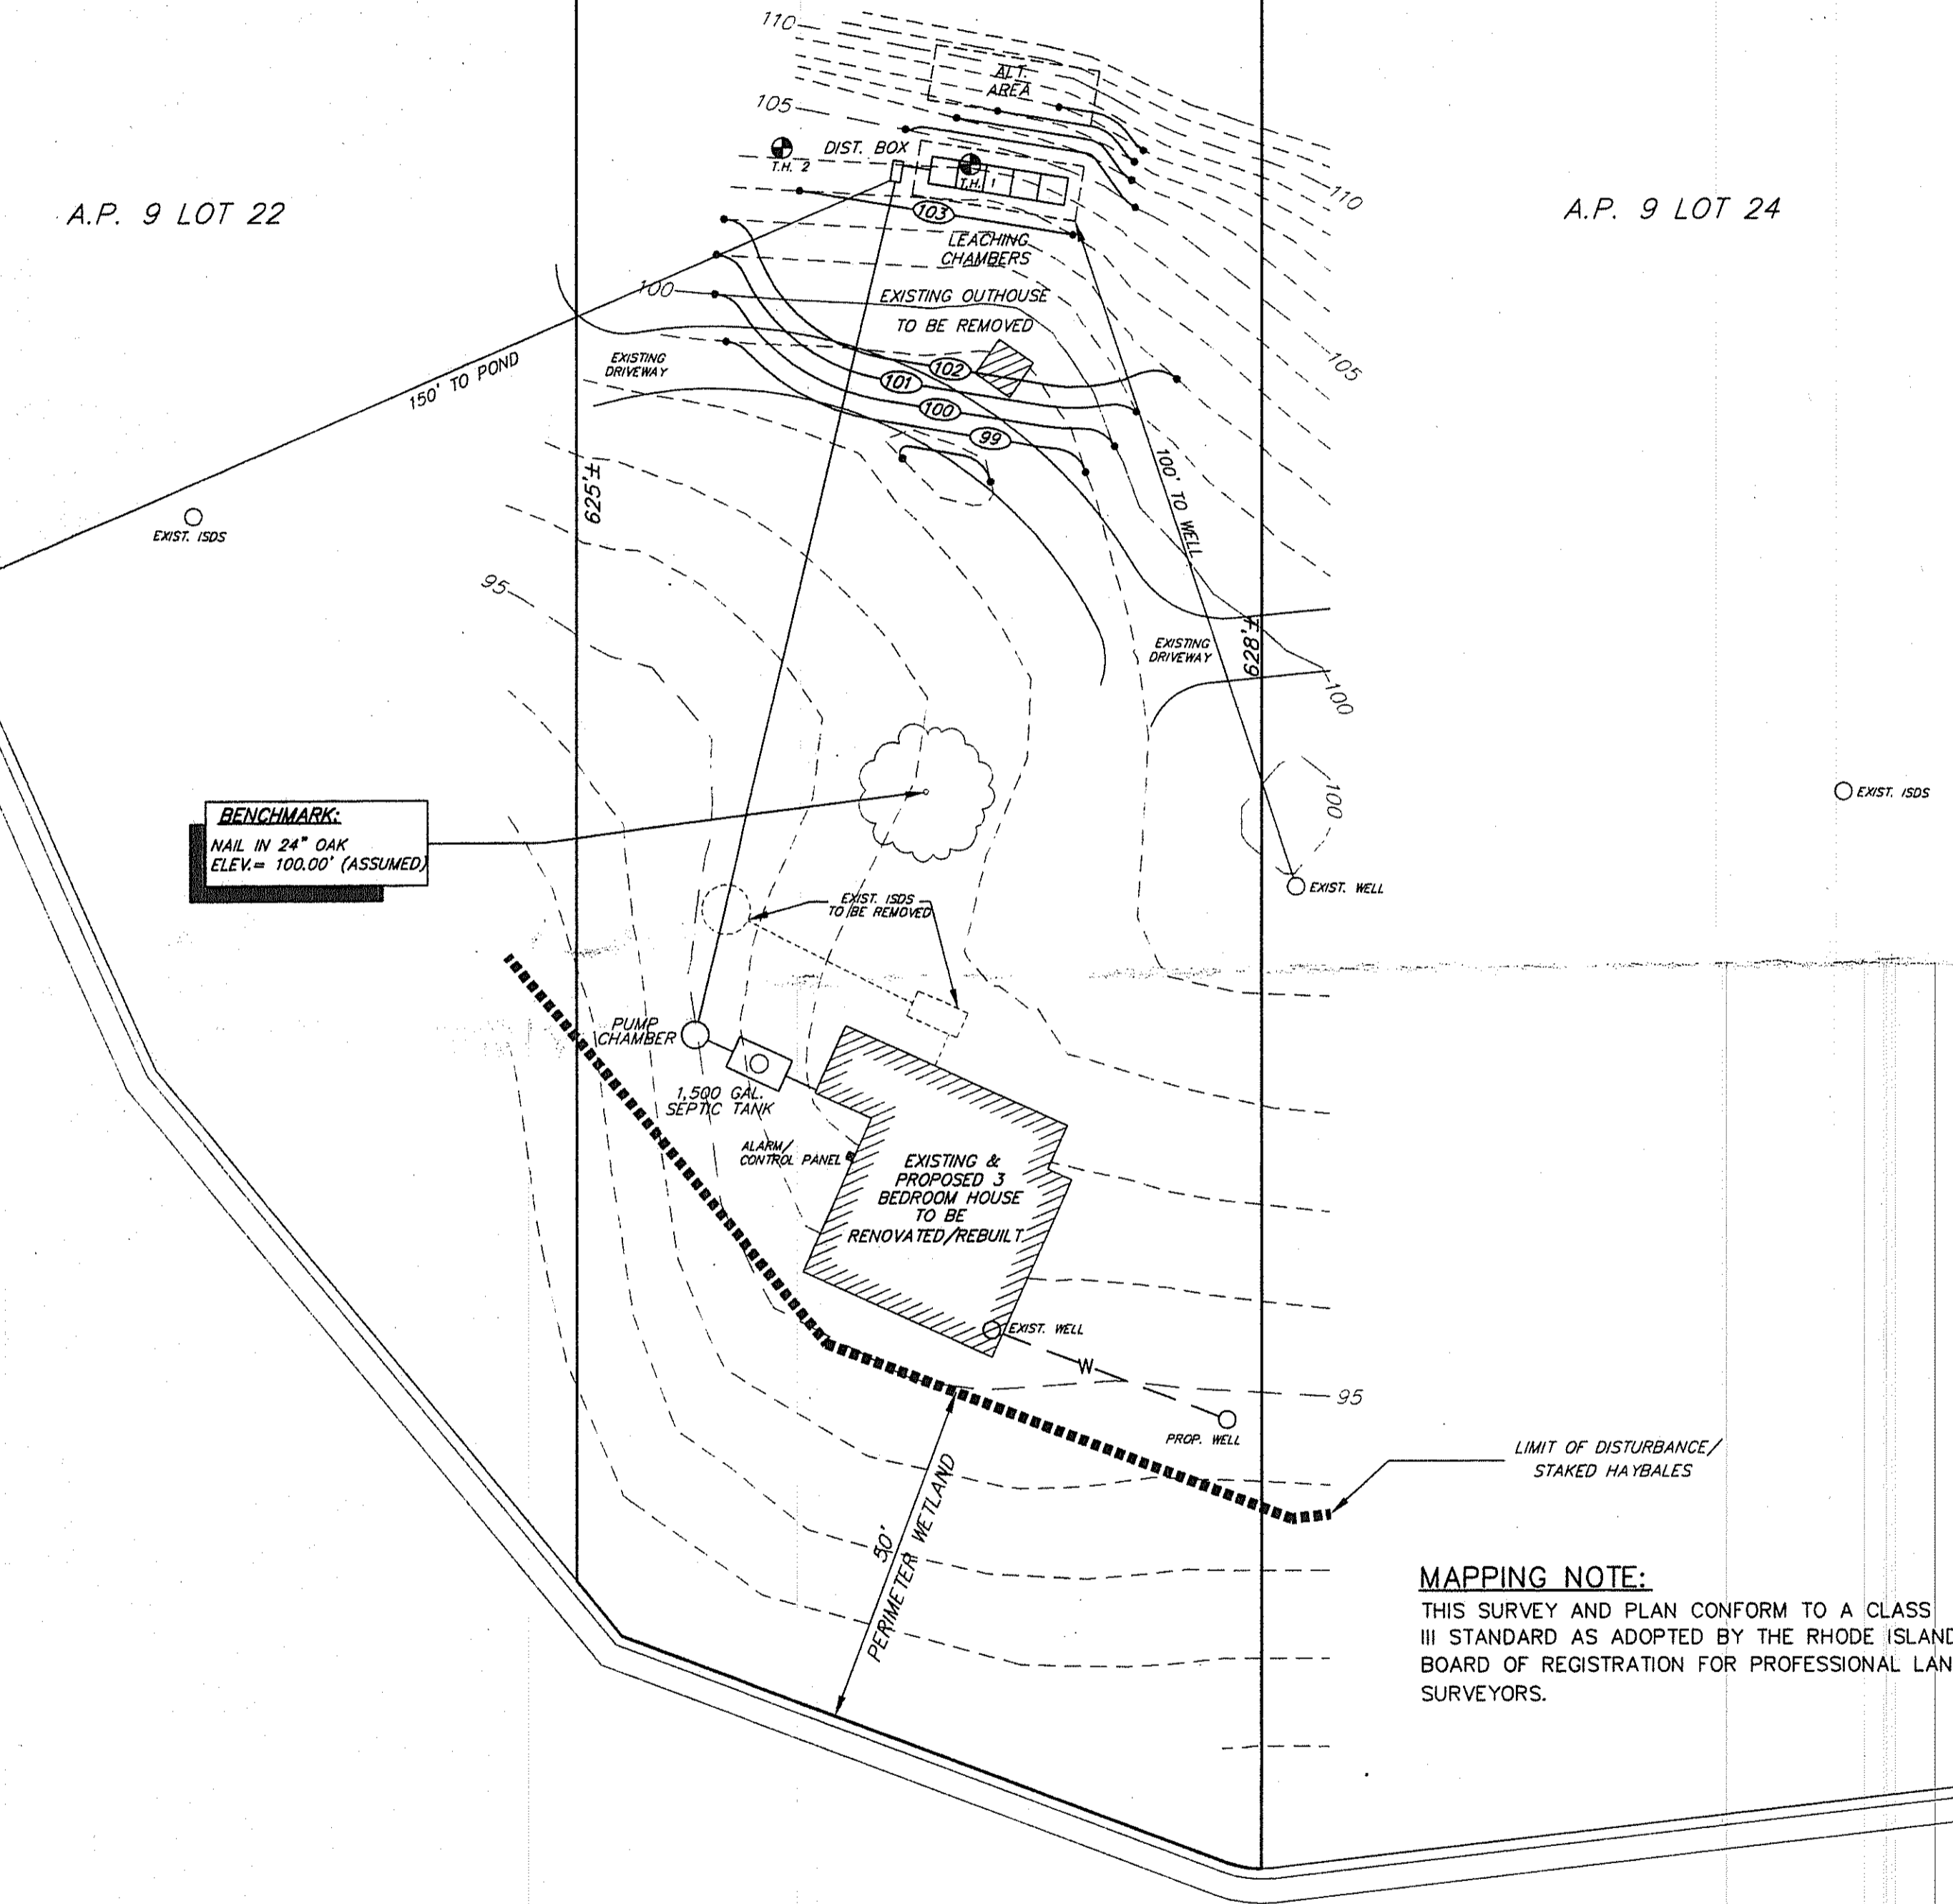 110
ALT.
AREA
105
DIST. BOX
T.H. 2
T.H. 1
110
A.P. 9 LOT 22
A.P. 9 LOT 24
103
LEACHING
CHAMBERS
100
EXISTING OUTHOUSE
TO BE REMOVED
105
EXISTING
DRIVEWAY
102
101
100
99
150' TO POND
625'±
100' TO WELL
EXIST. ISDS
95
628'±
EXISTING
DRIVEWAY
100
100
EXIST. ISDS
BENCHMARK:
NAIL IN 24" OAK
ELEV.= 100.00' (ASSUMED)
EXIST. WELL
EXIST. ISDS
TO BE REMOVED
PUMP
CHAMBER
1,500 GAL.
SEPTIC TANK
ALARM/
CONTROL PANEL
EXISTING &
PROPOSED 3
BEDROOM HOUSE
TO BE
RENOVATED/REBUILT
EXIST. WELL
W
95
PROP. WELL
LIMIT OF DISTURBANCE/
STAKED HAYBALES
50'
PERIMETER WETLAND
MAPPING NOTE:
THIS SURVEY AND PLAN CONFORM TO A CLASS
III STANDARD AS ADOPTED BY THE RHODE ISLAND
BOARD OF REGISTRATION FOR PROFESSIONAL LAN
SURVEYORS.